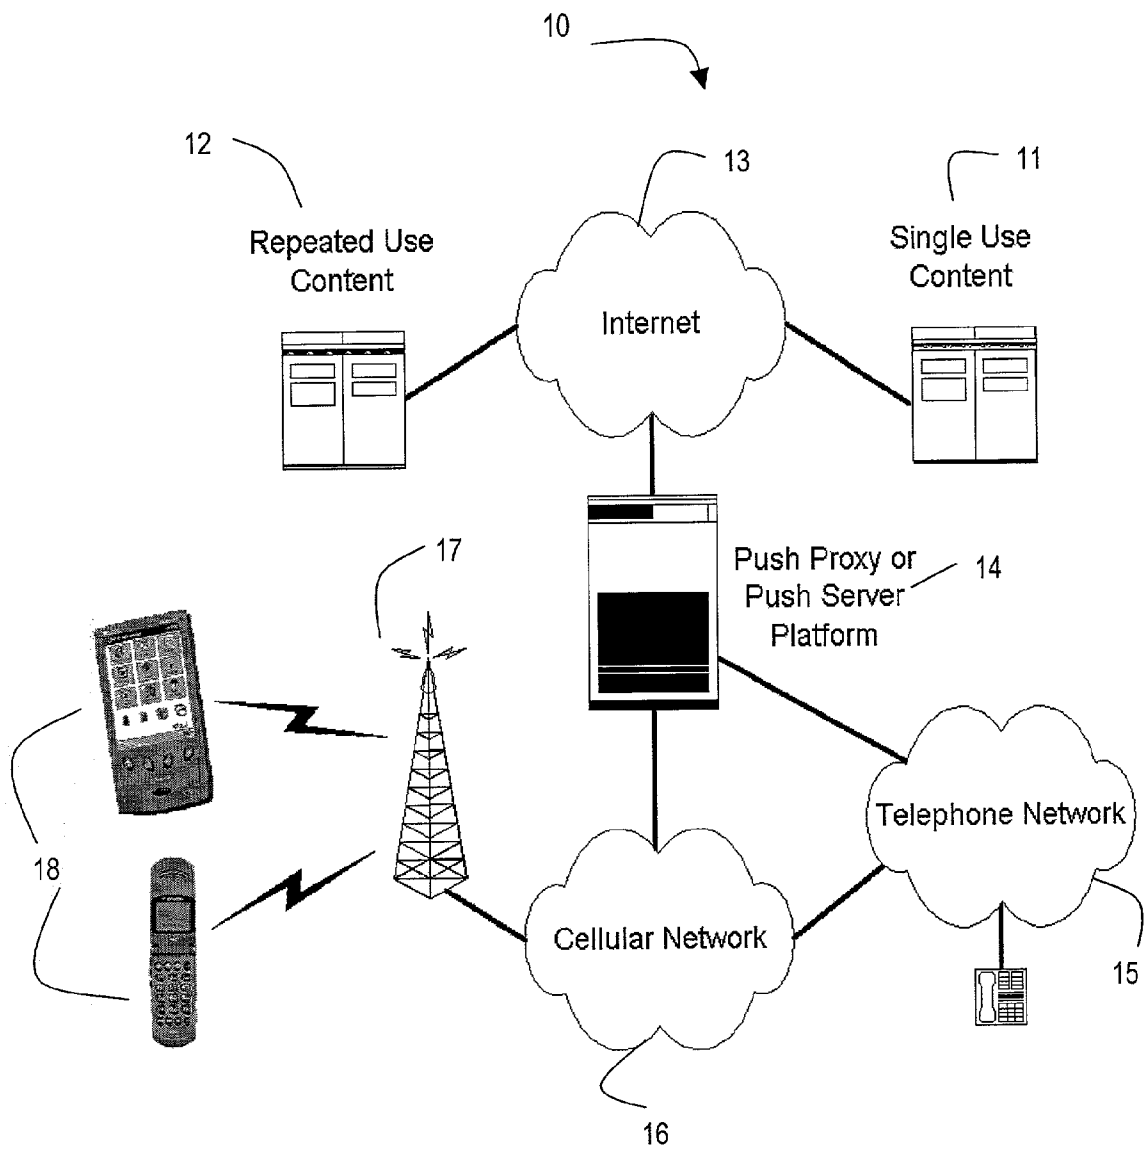 10
12
13
11
Repeated Use
Content
Single Use
Content
Internet
17
Push Proxy or
Push Server
Platform
14
Telephone Network
18
Cellular Network
15
16